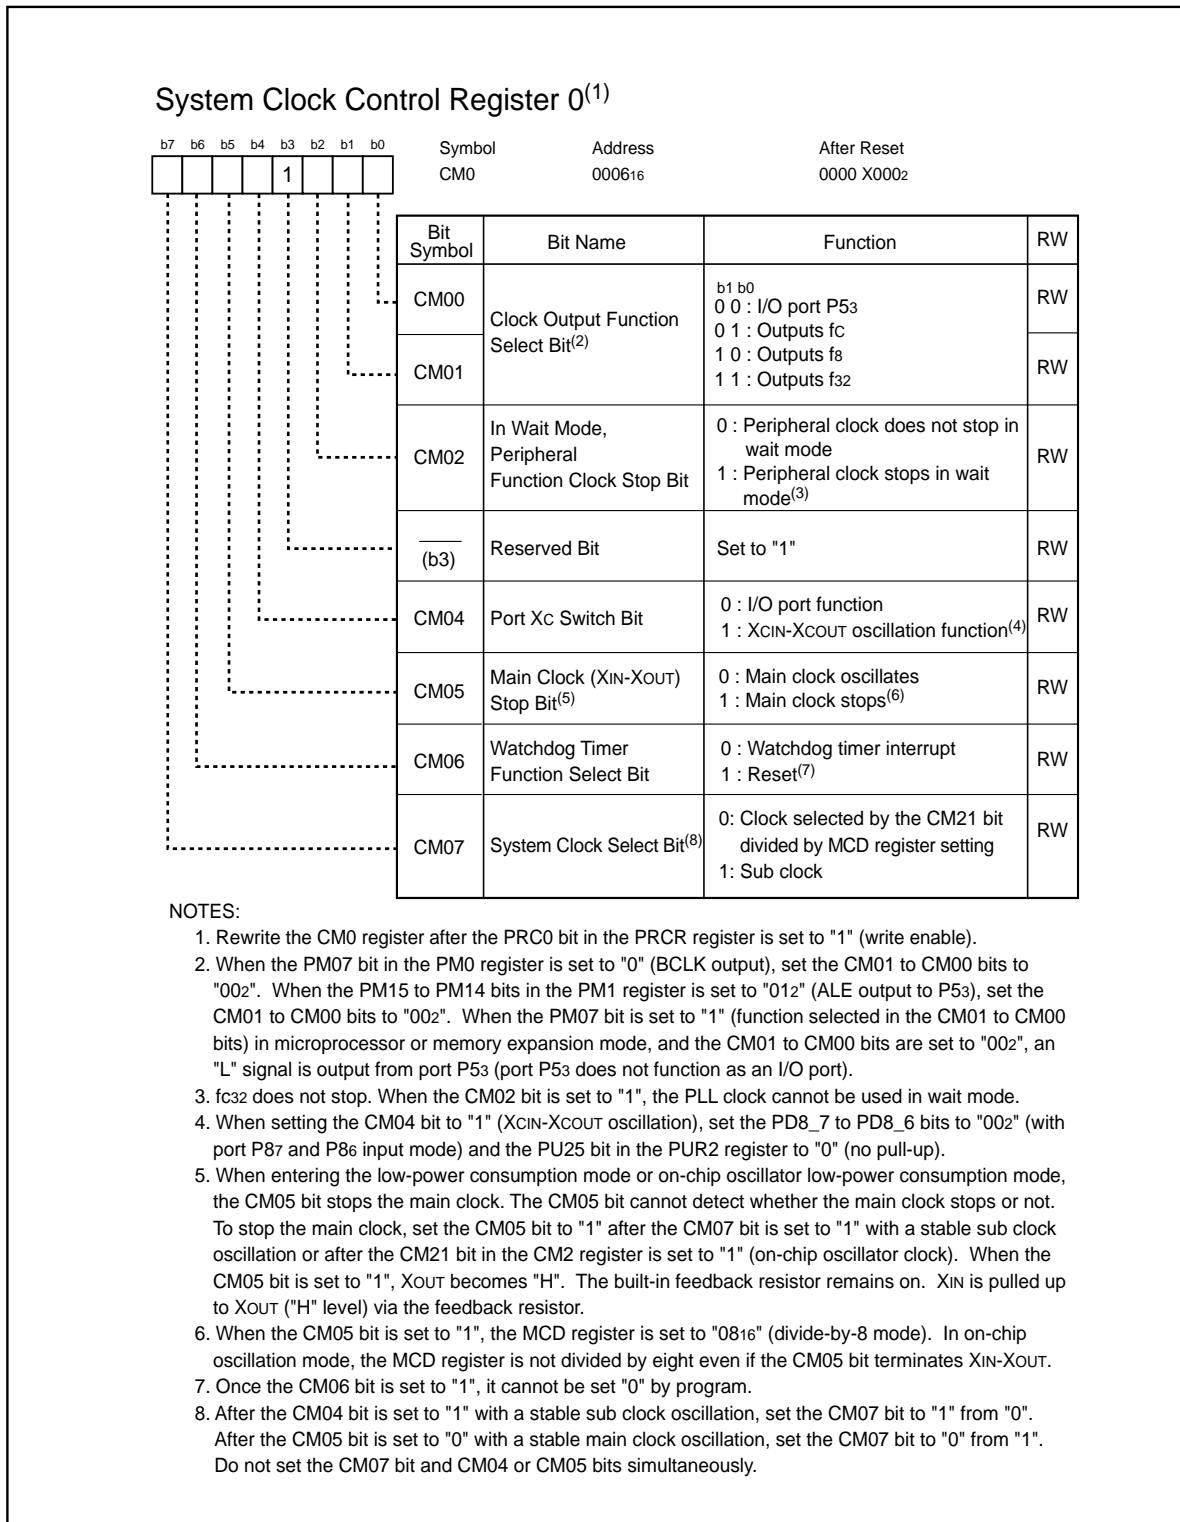 System Clock Control Register 0(1)
b7 b6 b5 b4 b3 b2 b1 b0
1
Symbol Address After Reset
CM0 000616 0000 X0002
Bit Symbol Bit Name Function RW
CM00
Clock Output Function
Select Bit(2)
b1 b0
0 0 : I/O port P53
0 1 : Outputs fC
1 0 : Outputs f8
1 1 : Outputs f32
RW
CM01
RW
CM02
In Wait Mode,
Peripheral
Function Clock Stop Bit
0 : Peripheral clock does not stop in
wait mode
1 : Peripheral clock stops in wait
mode(3)
RW
(b3)
Reserved Bit
Set to "1"
RW
CM04
Port XC Switch Bit
0 : I/O port function
1 : XCIN-XCOUT oscillation function(4)
RW
CM05
Main Clock (XIN-XOUT)
Stop Bit(5)
0 : Main clock oscillates
1 : Main clock stops(6)
RW
CM06
Watchdog Timer
Function Select Bit
0 : Watchdog timer interrupt
1 : Reset(7)
RW
CM07
System Clock Select Bit(8)
0: Clock selected by the CM21 bit
divided by MCD register setting
1: Sub clock
RW
NOTES:
1. Rewrite the CM0 register after the PRC0 bit in the PRCR register is set to "1" (write enable).
2. When the PM07 bit in the PM0 register is set to "0" (BCLK output), set the CM01 to CM00 bits to
"002". When the PM15 to PM14 bits in the PM1 register is set to "012" (ALE output to P53), set the
CM01 to CM00 bits to "002". When the PM07 bit is set to "1" (function selected in the CM01 to CM00
bits) in microprocessor or memory expansion mode, and the CM01 to CM00 bits are set to "002", an
"L" signal is output from port P53 (port P53 does not function as an I/O port).
3. fc32 does not stop. When the CM02 bit is set to "1", the PLL clock cannot be used in wait mode.
4. When setting the CM04 bit to "1" (XCIN-XCOUT oscillation), set the PD8_7 to PD8_6 bits to "002" (with
port P87 and P86 input mode) and the PU25 bit in the PUR2 register to "0" (no pull-up).
5. When entering the low-power consumption mode or on-chip oscillator low-power consumption mode,
the CM05 bit stops the main clock. The CM05 bit cannot detect whether the main clock stops or not.
To stop the main clock, set the CM05 bit to "1" after the CM07 bit is set to "1" with a stable sub clock
oscillation or after the CM21 bit in the CM2 register is set to "1" (on-chip oscillator clock). When the
CM05 bit is set to "1", XOUT becomes "H". The built-in feedback resistor remains on. XIN is pulled up
to XOUT ("H" level) via the feedback resistor.
6. When the CM05 bit is set to "1", the MCD register is set to "0816" (divide-by-8 mode). In on-chip
oscillation mode, the MCD register is not divided by eight even if the CM05 bit terminates XIN-XOUT.
7. Once the CM06 bit is set to "1", it cannot be set "0" by program.
8. After the CM04 bit is set to "1" with a stable sub clock oscillation, set the CM07 bit to "1" from "0".
After the CM05 bit is set to "0" with a stable main clock oscillation, set the CM07 bit to "0" from "1".
Do not set the CM07 bit and CM04 or CM05 bits simultaneously.